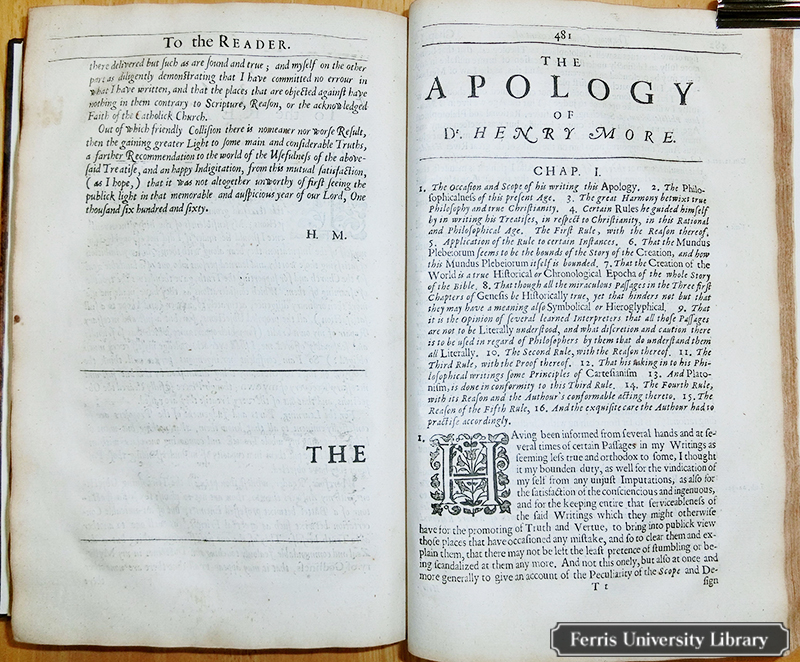 To the READER.
there delivered but such as are found and true; and myself on the other
part as diligently demonstrating that I have committed no errour in
what I have written, and that the places that are objected againſt have
nothing in them contrary to Scripture, Reaſon, or the acknowledged
Faith of the Catholick Church.
Out of which friendly Colliſion there is no meaner nor worſe Reſult,
then the gaining greater Light to ſome main and conſiderable Truths,
a farther Recommendation to the world of the Uſefulneſs of the above-
ſaid Treatiſe, and an happy Indigitation, from this mutual ſatisfaction,
( as I hope, ) that it was not altogether unworthy of firſt ſeeing the
publick light in that memorable and auſpicious year of our Lord, One
thouſand ſix hundred and ſixty.
H. M.
THE
481
THE
APOLOGY
OF
Dr. HENRY MORE.
CHAP. I.
1. The Occaſion and Scope of his writing this Apology. 2. The Philo-
ſophicalneſs of this preſent Age. 3. The great Harmony betwixt true
Philoſophy and true Chriſtianity. 4. Certain Rules he guided himſelf
by in writing his Treatiſes, in reſpect to Chriſtianity, in this Rational
and Philoſophical Age. The Firſt Rule, with the Reaſon thereof.
5. Application of the Rule to certain Inſtances. 6. That the Mundus
Plebeiorum ſeems to be the bounds of the Story of the Creation, and how
this Mundus Plebeiorum itſelf is bounded. 7. That the Creation of the
World is a true Hiſtorical or Chronological Epocha of the whole Story
of the Bible. 8. That though all the miraculous Paſſages in the Three firſt
Chapters of Geneſis be Hiſtorically true, yet that hinders not but that
they may have a meaning alſo Symbolical or Hieroglyphical. 9. That
it is the Opinion of ſeveral learned Interpreters that all thoſe Paſſages
are not to be Literally underſtood, and what diſcretion and caution there
is to be uſed in regard of Philoſophers by them that do underſtand them
all Literally. 10. The Second Rule, with the Reaſon thereof. 11. The
Third Rule, with the Proof thereof. 12. That his taking in to his Phi-
loſophical writings ſome Principles of Carteſianiſm 13. And Plato-
niſm, is done in conformity to this Third Rule. 14. The Fourth Rule,
with its Reaſon and the Authour's conformable acting thereto. 15. The
Reaſon of the Fifth Rule, 16. And the exquiſite care the Authour had to
practiſe accordingly.
1. HAving been informed from ſeveral hands and at ſe-
veral times of certain Paſſages in my Writings as
ſeeming leſs true and orthodox to ſome, I thought
it my bounden duty, as well for the vindication of
my ſelf from any unjuſt Imputations, as alſo for
the ſatisfaction of the conſciencious and ingenuous,
and for the keeping entire that ſerviceableneſs of
the ſaid Writings which they might otherwiſe
have for the promoting of Truth and Vertue, to bring into publick view
thoſe places that have occaſioned any miſtake, and ſo to clear them and ex-
plain them, that there may not be left the leaſt pretence of ſtumbling or be-
ing ſcandalized at them any more. And not this onely, but alſo at once and
more generally to give an account of the Peculiarity of the Scope and De-
T t
ſign
Ferris University Library